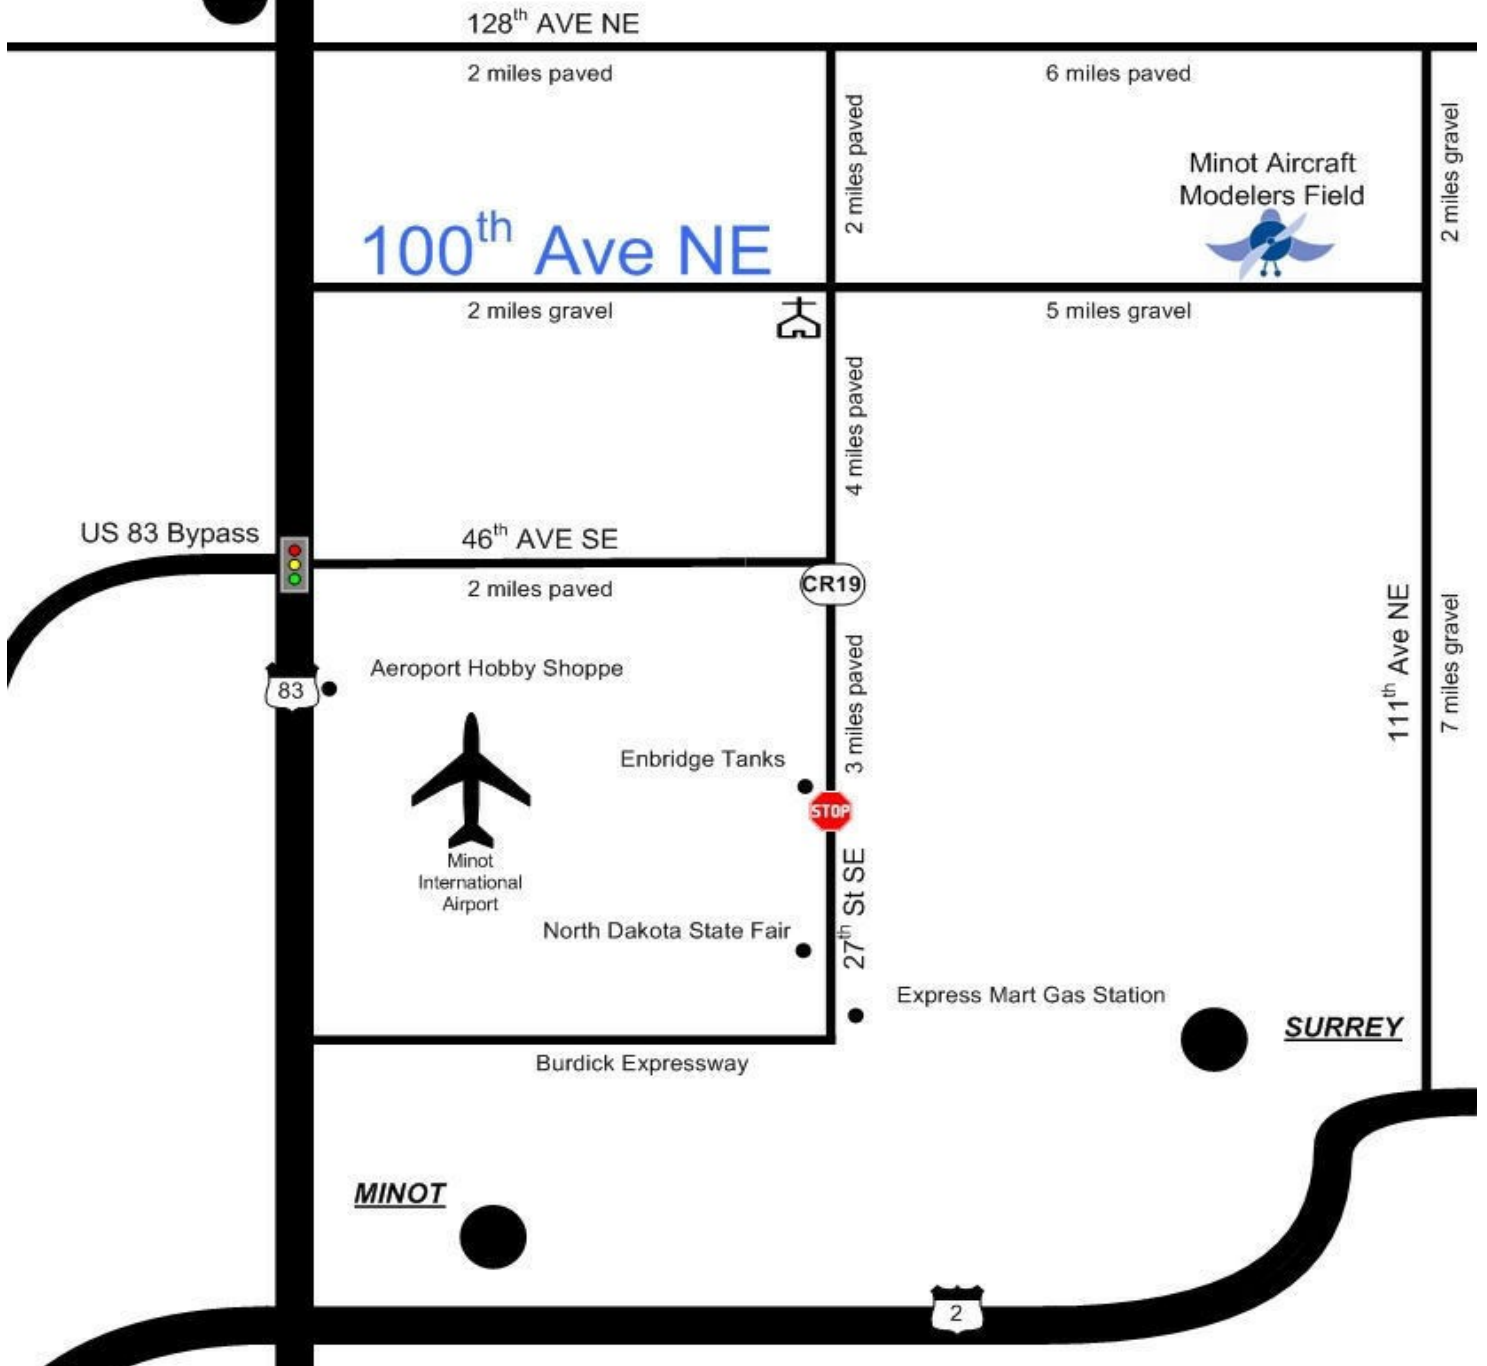 128th AVE NE
2 miles paved
6 miles paved
2 miles paved
2 miles gravel
Minot Aircraft
Modelers Field
100th Ave NE
2 miles gravel
5 miles gravel
4 miles paved
US 83 Bypass
46th AVE SE
2 miles paved
CR19
111th Ave NE
7 miles gravel
3 miles paved
83
Aeroport Hobby Shoppe
Enbridge Tanks
STOP
Minot
International
Airport
27th St SE
North Dakota State Fair
Express Mart Gas Station
SURREY
Burdick Expressway
MINOT
2